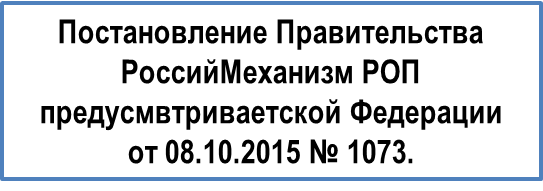 Постановление Правительства
РоссийМеханизм РОП
предусмвтриваетской Федерации
от 08.10.2015 № 1073.